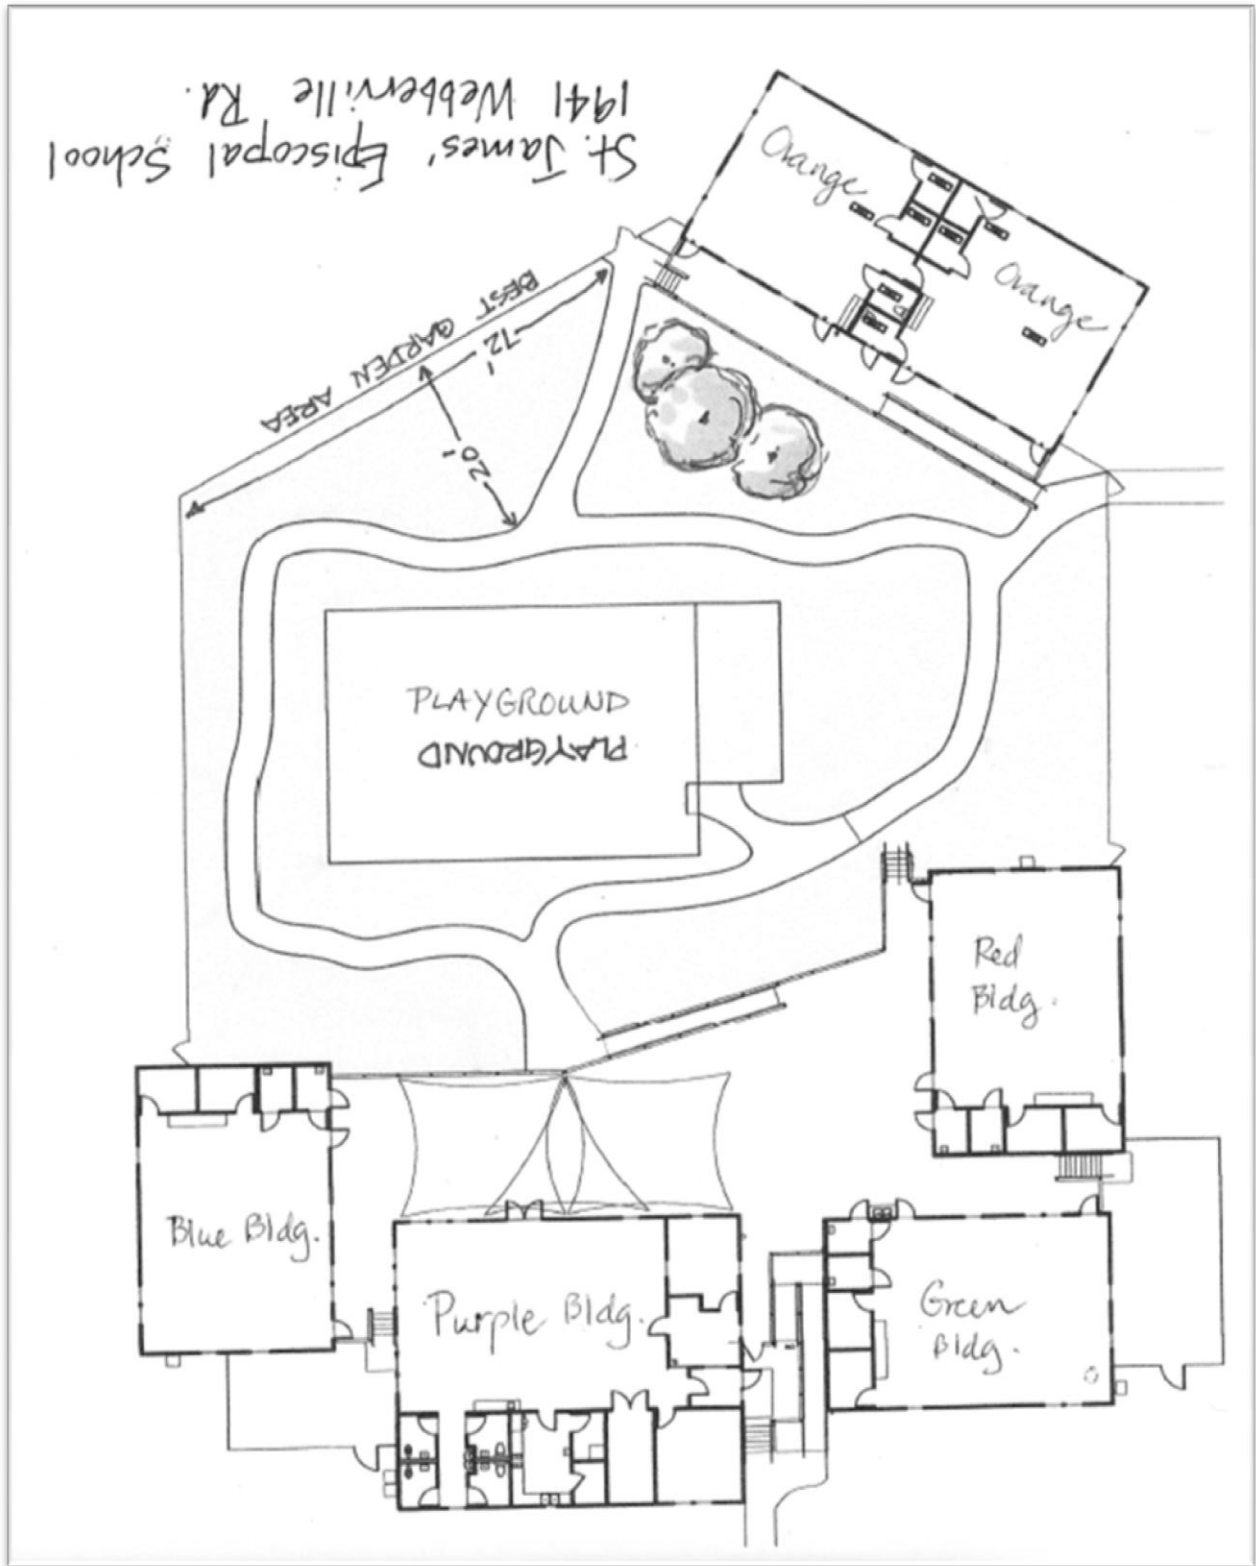 St. James' Episcopal School
1941 Webberville Rd.
Orange
Orange
BEST GARDEN AREA
72'
20'
PLAYGROUND
PLAYGROUND
Red
Bldg.
Blue Bldg.
Purple Bldg.
Green
Bldg.